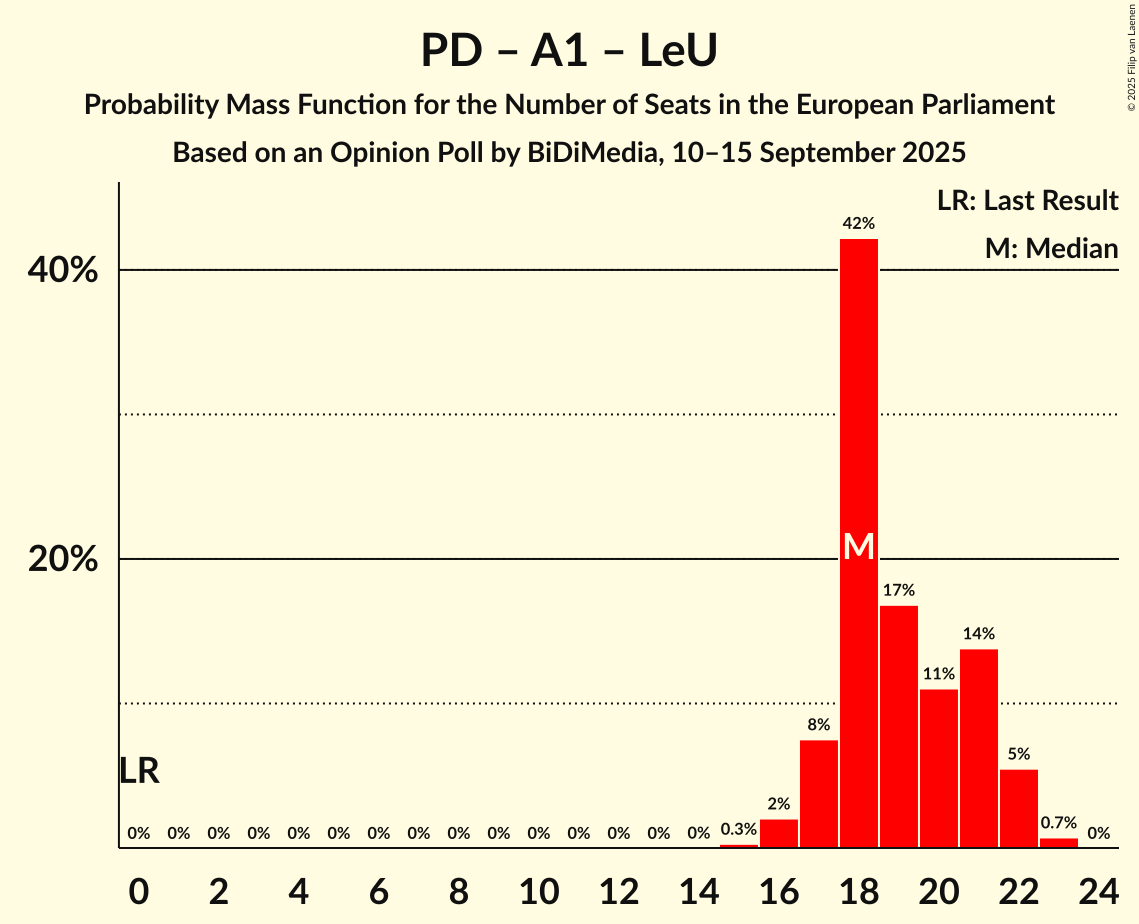 PD – A1 – LeU
Probability Mass Function for the Number of Seats in the European Parliament
Based on an Opinion Poll by BiDiMedia, 10–15 September 2025
© 2025 Filip van Laenen
LR: Last Result
M: Median
42%
40%
M
20%
17%
14%
11%
8%
5%
2%
LR
0% 0% 0% 0% 0% 0% 0% 0% 0% 0% 0% 0% 0% 0% 0% 0.3% 0.7% 0%
0 2 4 6 8 10 12 14 16 18 20 22 24